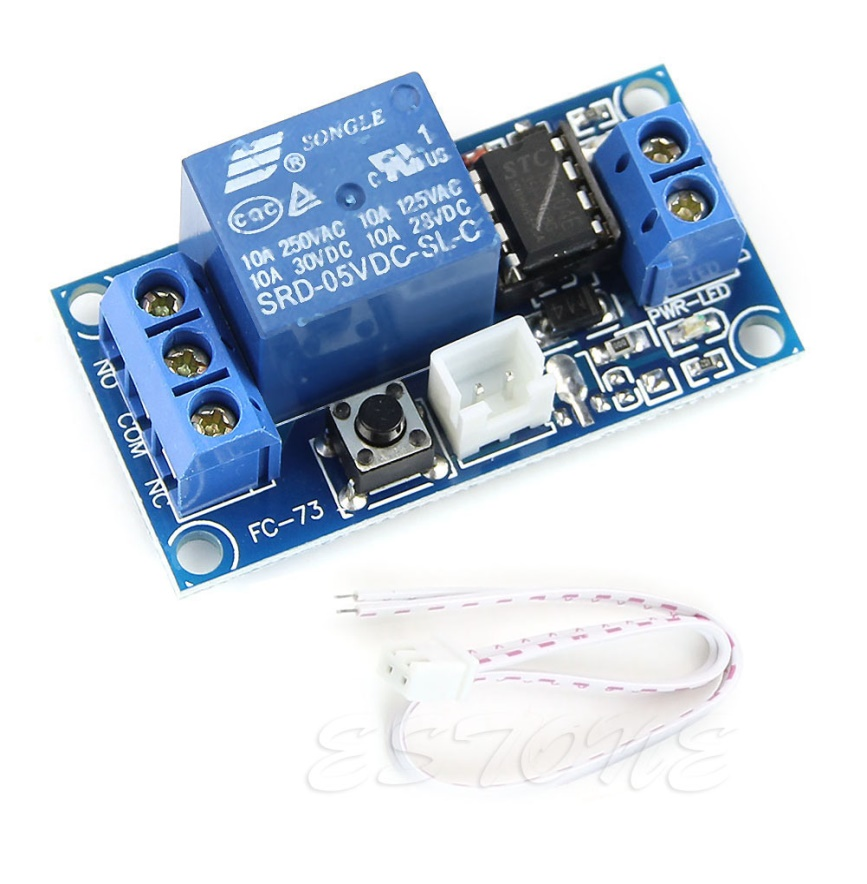 SONGLE
®
1
c RU US
cqc
10A 250VAC 10A 125VAC
10A 30VDC 10A 28VDC
SRD-05VDC-SL-C
STC
PWR-LED
NO
COM
NC
FC-73
ESTONE